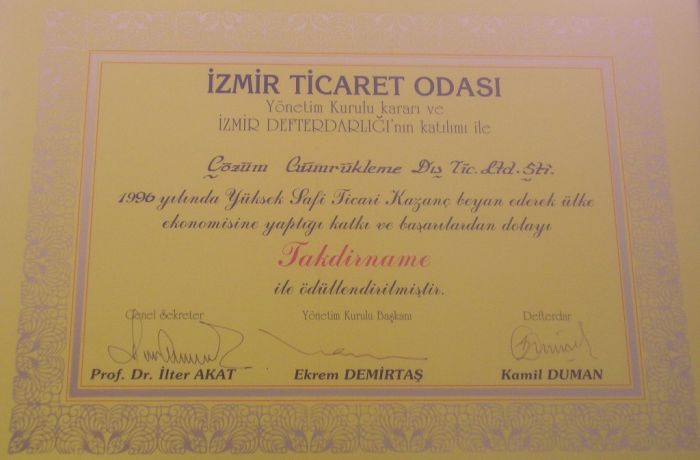 İZMİR TİCARET ODASI
Yönetim Kurulu kararı ve
İZMİR DEFTERDARLIĞI'nın katılımı ile
Çözüm Gümrükleme Dış Tic. Ltd. Şti.
1996 yılında Yüksek Safi Ticari Kazanç beyan ederek ülke
ekonomisine yaptığı katkı ve başarılardan dolayı
Takdirname
ile ödüllendirilmiştir.
Genel Sekreter Yönetim Kurulu Başkanı Defterdar
Prof. Dr. İlter AKAT Ekrem DEMİRTAŞ Kamil DUMAN